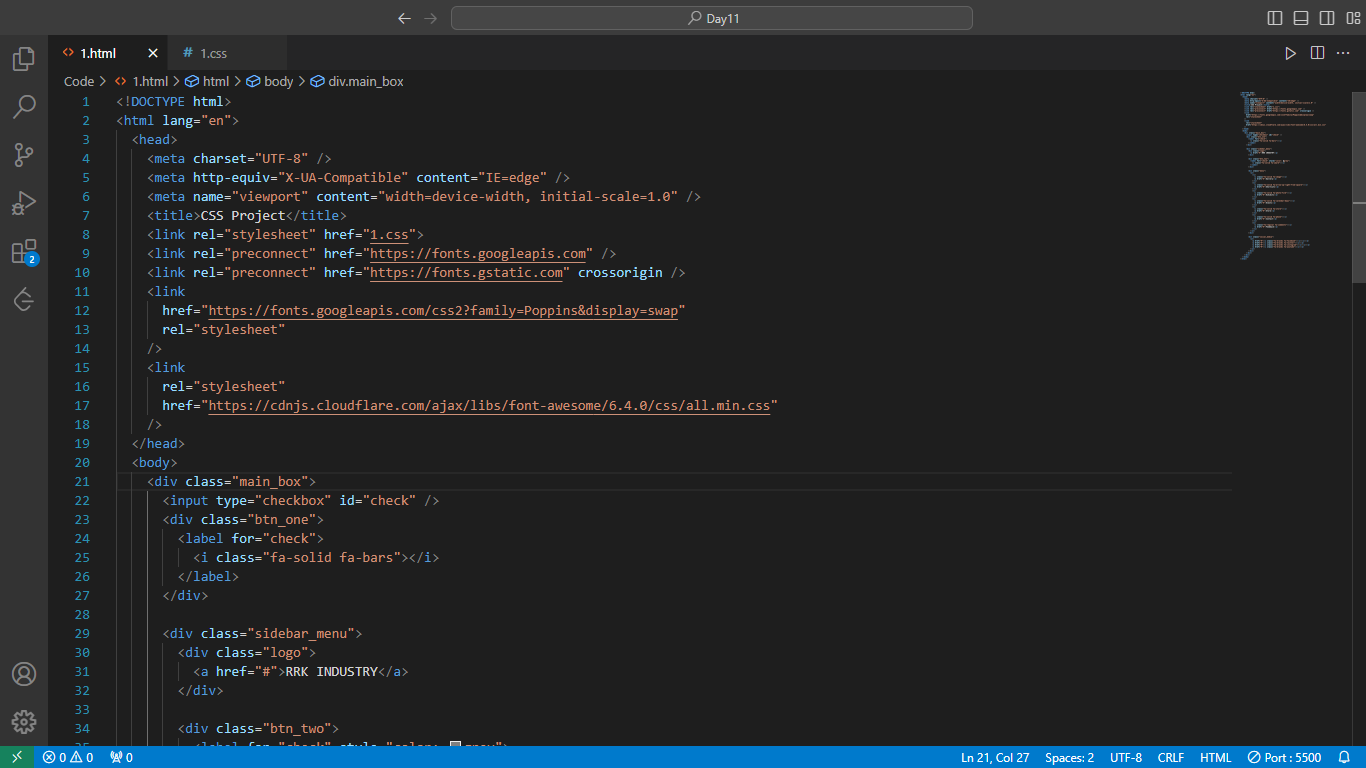 Day11
1.html
# 1.css
Code > 1.html > html > body > div.main_box
1 <!DOCTYPE html>
2 <html lang="en">
3 <head>
4 <meta charset="UTF-8" />
5 <meta http-equiv="X-UA-Compatible" content="IE=edge" />
6 <meta name="viewport" content="width=device-width, initial-scale=1.0" />
7 <title>CSS Project</title>
8 <link rel="stylesheet" href="1.css">
9 <link rel="preconnect" href="https://fonts.googleapis.com" />
10 <link rel="preconnect" href="https://fonts.gstatic.com" crossorigin />
11 <link
12 href="https://fonts.googleapis.com/css2?family=Poppins&display=swap"
13 rel="stylesheet"
14 />
15 <link
16 rel="stylesheet"
17 href="https://cdnjs.cloudflare.com/ajax/libs/font-awesome/6.4.0/css/all.min.css"
18 />
19 </head>
20 <body>
21 <div class="main_box">
22 <input type="checkbox" id="check" />
23 <div class="btn_one">
24 <label for="check">
25 <i class="fa-solid fa-bars"></i>
26 </label>
27 </div>
28
29 <div class="sidebar_menu">
30 <div class="logo">
31 <a href="#">RRK INDUSTRY</a>
32 </div>
33
34 <div class="btn_two">
35 <label for="check" style="color: gray">
2
0 0 0 Ln 21, Col 27 Spaces: 2 UTF-8 CRLF HTML Port : 5500